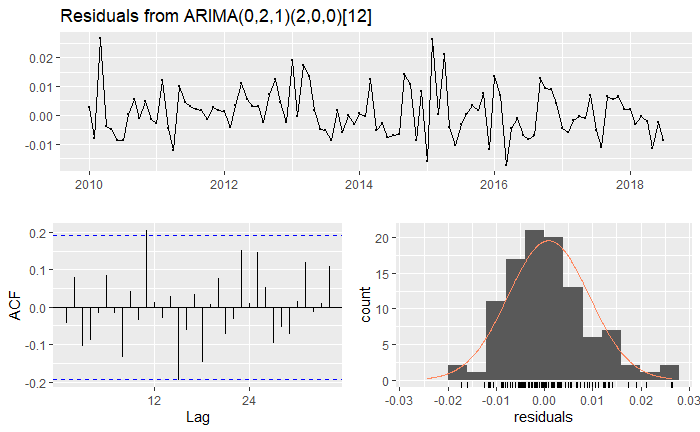 Residuals from ARIMA(0,2,1)(2,0,0)[12]
0.02
0.01
0.00
-0.01
2010 2012 2014 2016 2018
0.2
0.1
0.0
-0.1
-0.2
ACF
12 24
Lag
20
15
10
5
0
count
-0.03 -0.02 -0.01 0.00 0.01 0.02 0.03
residuals